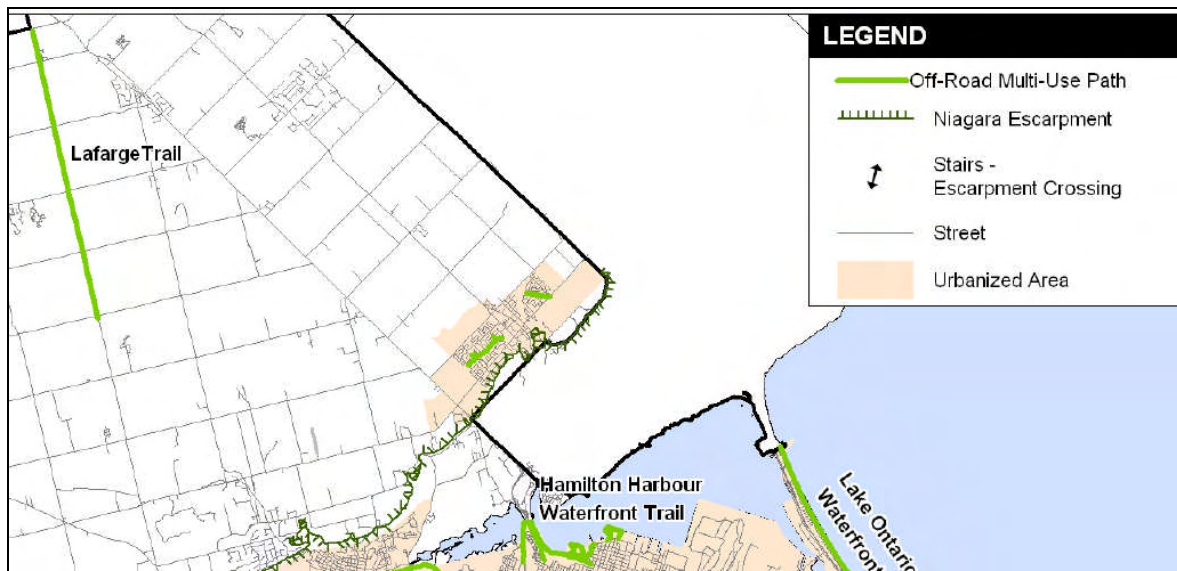 LEGEND
Off-Road Multi-Use Path
Niagara Escarpment
Stairs -
Escarpment Crossing
Street
Urbanized Area
LafargeTrail
Hamilton Harbour
Waterfront Trail
Lake Ontario
Waterfront